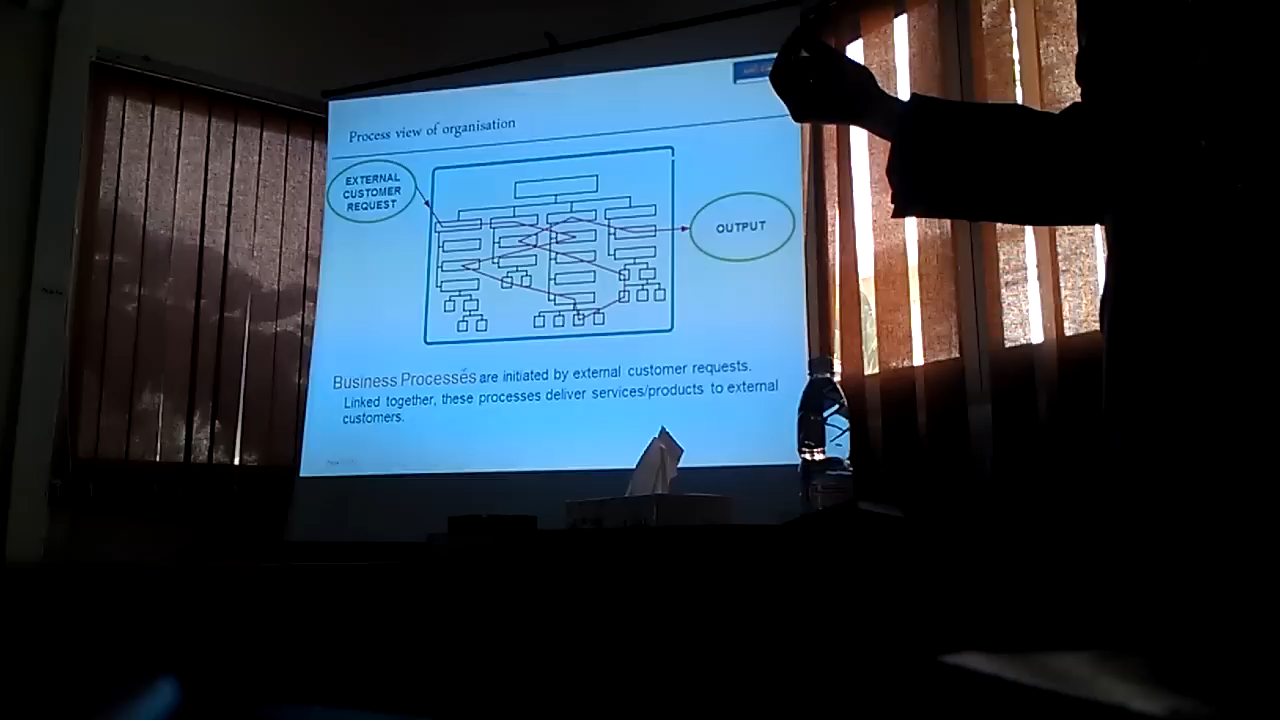 Process view of organisation
EXTERNAL
CUSTOMER
REQUEST
OUTPUT
Business Processes are initiated by external customer requests.
Linked together, these processes deliver services/products to external
customers.